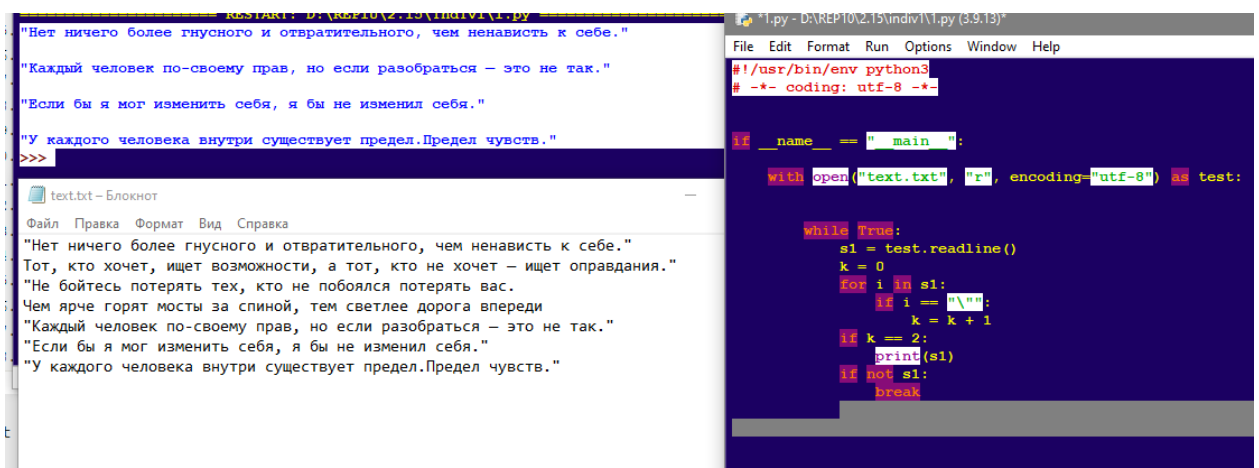 RESTART: D:\REP10\2.15\indiv1\1.py
"Нет ничего более гнусного и отвратительного, чем ненависть к себе."
"Каждый человек по-своему прав, но если разобраться — это не так."
"Если бы я мог изменить себя, я бы не изменил себя."
"У каждого человека внутри существует предел.Предел чувств."
>>>
text.txt – Блокнот
Файл Правка Формат Вид Справка
"Нет ничего более гнусного и отвратительного, чем ненависть к себе."
Тот, кто хочет, ищет возможности, а тот, кто не хочет — ищет оправдания."
"Не бойтесь потерять тех, кто не побоялся потерять вас.
Чем ярче горят мосты за спиной, тем светлее дорога впереди
"Каждый человек по-своему прав, но если разобраться — это не так."
"Если бы я мог изменить себя, я бы не изменил себя."
"У каждого человека внутри существует предел.Предел чувств."
*1.py - D:\REP10\2.15\indiv1\1.py (3.9.13)*
File Edit Format Run Options Window Help
#!/usr/bin/env python3
# -*- coding: utf-8 -*-
if __name__ == "__main__":
with open("text.txt", "r", encoding="utf-8") as test:
while True:
s1 = test.readline()
k = 0
for i in s1:
if i == "\"":
k = k + 1
if k == 2:
print(s1)
if not s1:
break